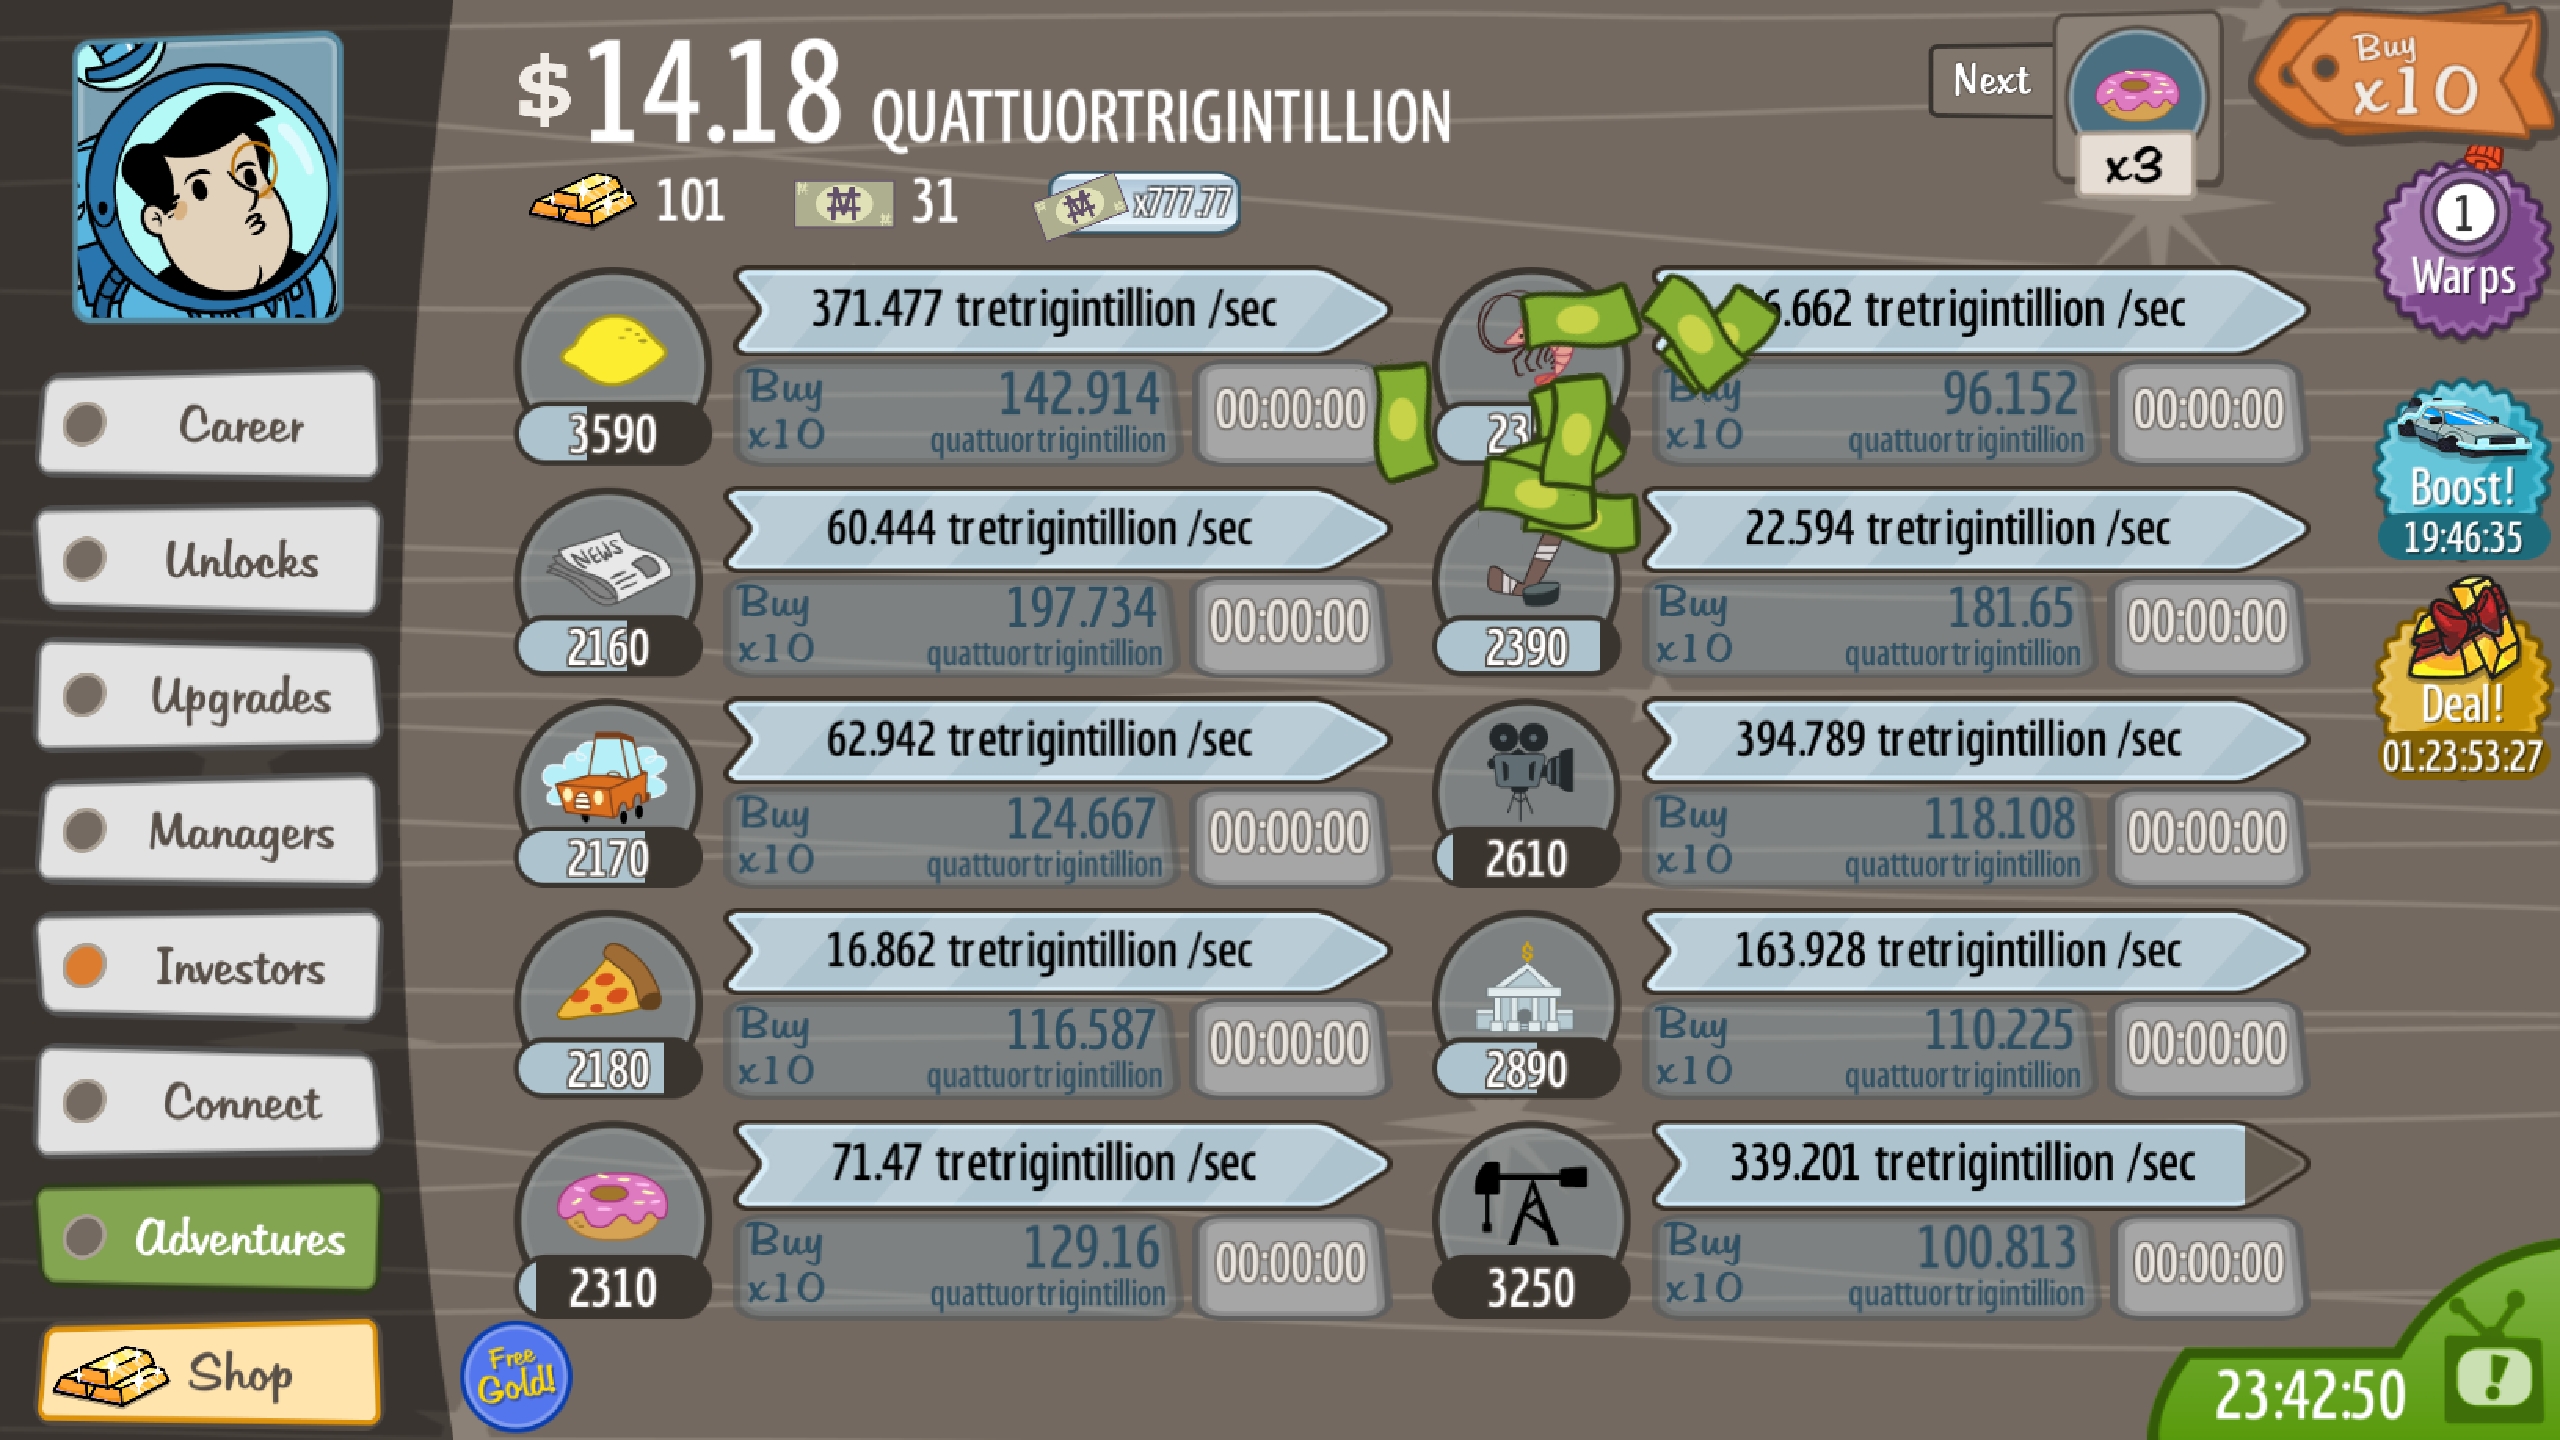 $14.18 QUATTUORTRIGINTILLION
101
31
x777.77
Next
x3
Buy
x10
1
Warps
Boost!
19:46:35
Deal!
01:23:53:27
Career
Unlocks
Upgrades
Managers
Investors
Connect
Adventures
Shop
371.477 tretrigintillion /sec
Buy
x10
142.914
quattuortrigintillion
00:00:00
3590
NEWS
60.444 tretrigintillion /sec
Buy
x10
197.734
quattuortrigintillion
00:00:00
2160
62.942 tretrigintillion /sec
Buy
x10
124.667
quattuortrigintillion
00:00:00
2170
16.862 tretrigintillion /sec
Buy
x10
116.587
quattuortrigintillion
00:00:00
2180
71.47 tretrigintillion /sec
Buy
x10
129.16
quattuortrigintillion
00:00:00
2310
tretrigintillion /sec
Buy
x10
96.152
quattuortrigintillion
00:00:00
22.594 tretrigintillion /sec
Buy
x10
181.65
quattuortrigintillion
00:00:00
2390
394.789 tretrigintillion /sec
Buy
x10
118.108
quattuortrigintillion
00:00:00
2610
163.928 tretrigintillion /sec
Buy
x10
110.225
quattuortrigintillion
00:00:00
2890
339.201 tretrigintillion /sec
Buy
x10
100.813
quattuortrigintillion
00:00:00
3250
Free
Gold!
23:42:50